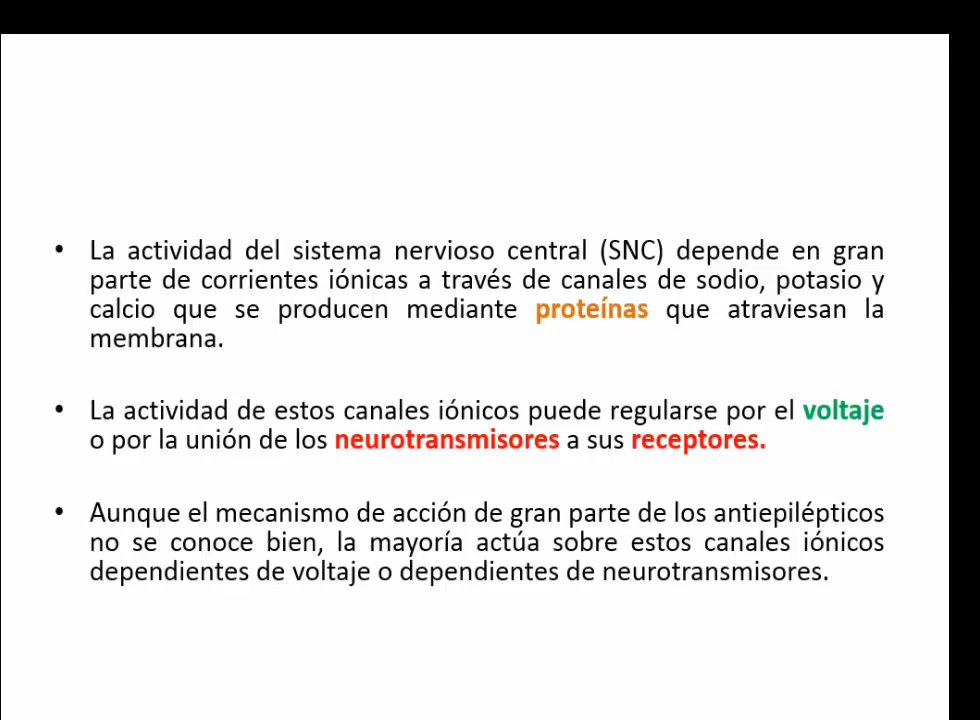 • La actividad del sistema nervioso central (SNC) depende en gran
parte de corrientes iónicas a través de canales de sodio, potasio y
calcio que se producen mediante proteínas que atraviesan la
membrana.
• La actividad de estos canales iónicos puede regularse por el voltaje
o por la unión de los neurotransmisores a sus receptores.
• Aunque el mecanismo de acción de gran parte de los antiepilépticos
no se conoce bien, la mayoría actúa sobre estos canales iónicos
dependientes de voltaje o dependientes de neurotransmisores.